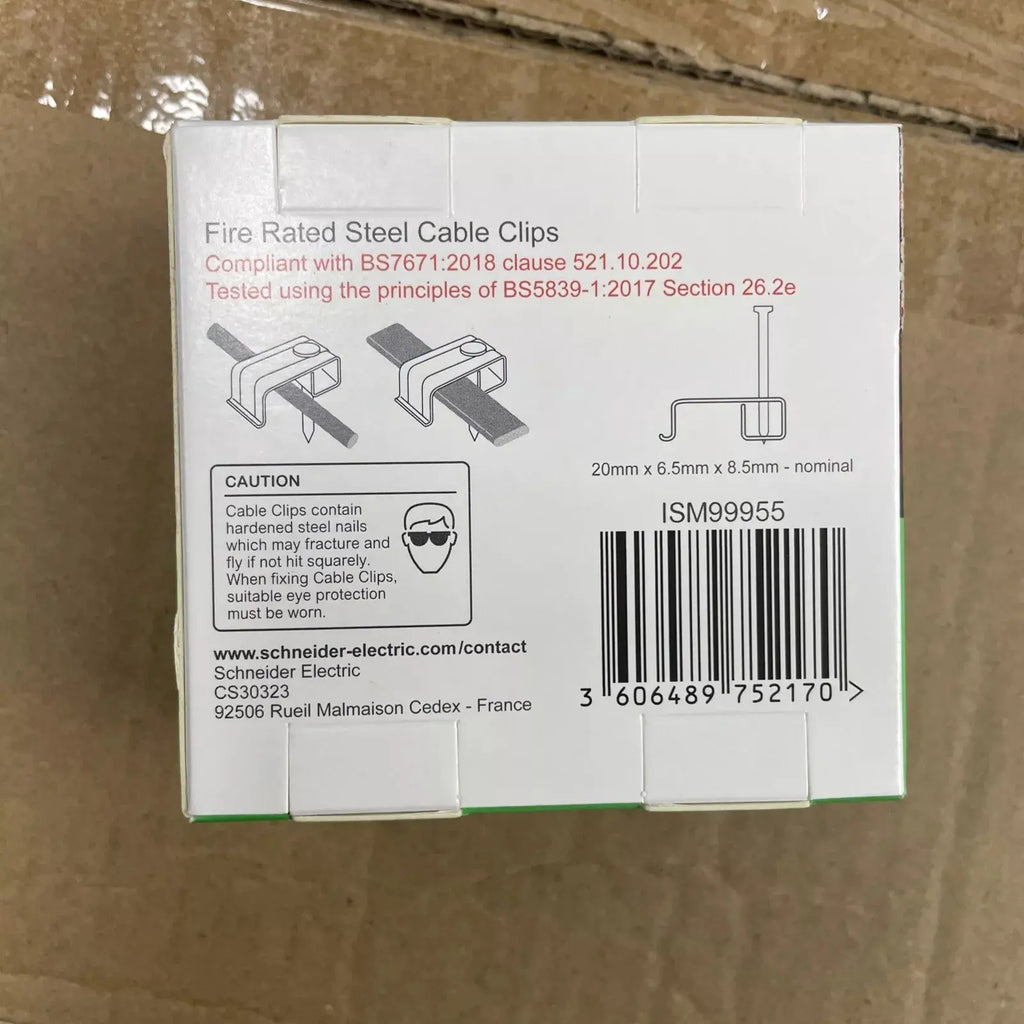 Fire Rated Steel Cable Clips
Compliant with BS7671:2018 clause 521.10.202
Tested using the principles of BS5839-1:2017 Section 26.2e
20mm x 6.5mm x 8.5mm - nominal
CAUTION
Cable Clips contain
hardened steel nails
which may fracture and
fly if not hit squarely.
When fixing Cable Clips,
suitable eye protection
must be worn.
ISM99955
3 606489 752170 >
www.schneider-electric.com/contact
Schneider Electric
CS30323
92506 Rueil Malmaison Cedex - France